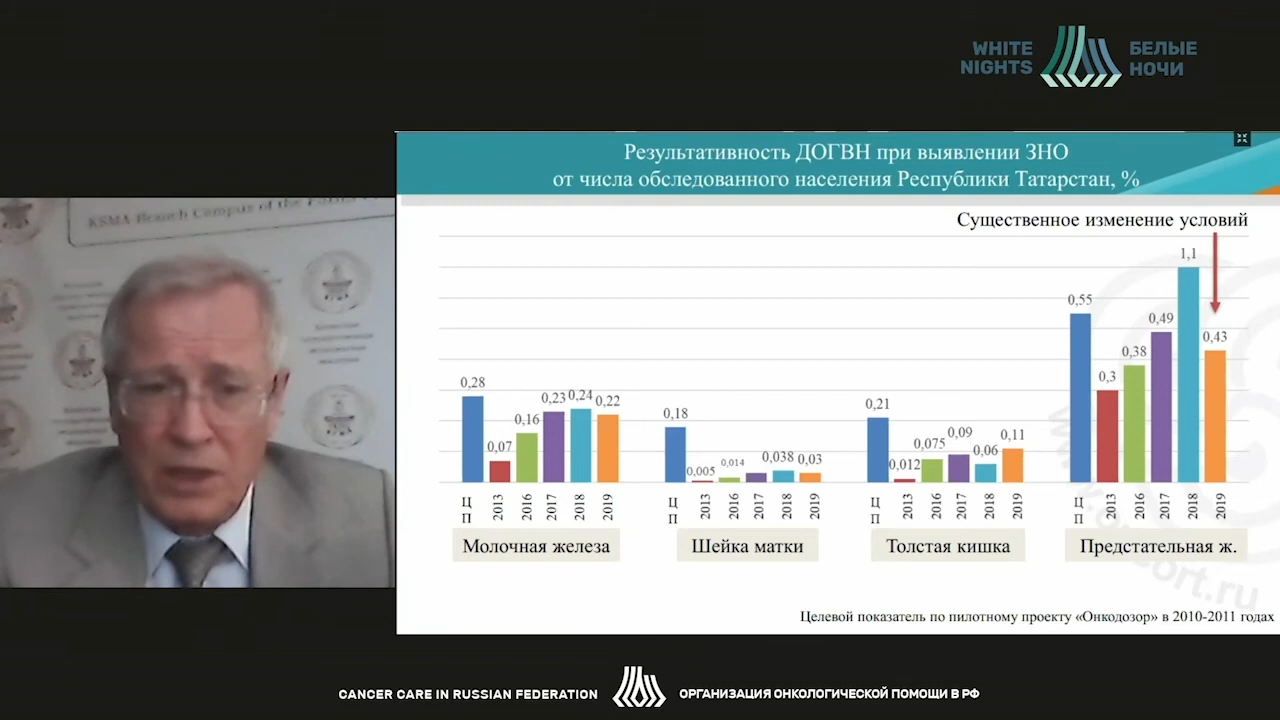 WHITE
NIGHTS
БЕЛЫЕ
НОЧИ
Результативность ДОГВН при выявлении ЗНО
от числа обследованного населения Республики Татарстан, %
Существенное изменение условий
0,28
0,07
0,16
0,23
0,24
0,22
0,18
0,005
0,014
0,038
0,03
0,21
0,012
0,075
0,09
0,06
0,11
0,55
0,3
0,38
0,49
1,1
0,43
ЦП 2013 2016 2017 2018 2019
ЦП 2013 2016 2017 2018 2019
ЦП 2013 2016 2017 2018 2019
ЦП 2013 2016 2017 2018 2019
Молочная железа
Шейка матки
Толстая кишка
Предстательная ж.
Целевой показатель по пилотному проекту «Онкодозор» в 2010-2011 годах
CANCER CARE IN RUSSIAN FEDERATION
ОРГАНИЗАЦИЯ ОНКОЛОГИЧЕСКОЙ ПОМОЩИ В РФ